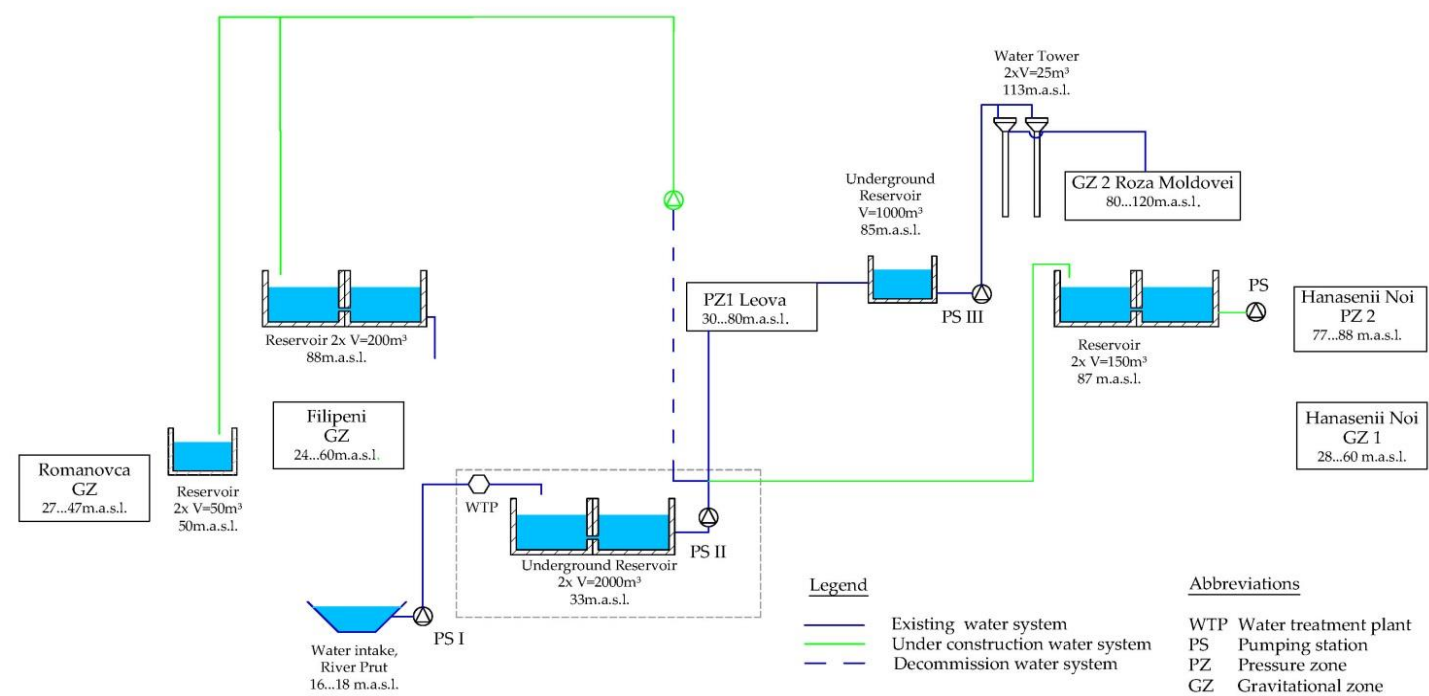 Water Tower
2xV=25m³
113m.a.s.l.
Underground
Reservoir
V=1000m³
85m.a.s.l.
GZ 2 Roza Moldovei
80...120m.a.s.l.
PS III
PZ1 Leova
30...80m.a.s.l.
PS
Hanasenii Noi
PZ 2
77...88 m.a.s.l.
Reservoir
2x V=150m³
87 m.a.s.l.
Reservoir 2x V=200m³
88m.a.s.l.
Filipeni
GZ
24...60m.a.s.l.
Hanasenii Noi
GZ 1
28...60 m.a.s.l.
Romanovca
GZ
27...47m.a.s.l.
Reservoir
2x V=50m³
50m.a.s.l.
WTP
PS II
Underground Reservoir
2x V=2000m³
33m.a.s.l.
PS I
Water intake,
River Prut
16...18 m.a.s.l.
Legend
Existing water system
Under construction water system
Decommission water system
Abbreviations
WTP Water treatment plant
PS Pumping station
PZ Pressure zone
GZ Gravitational zone